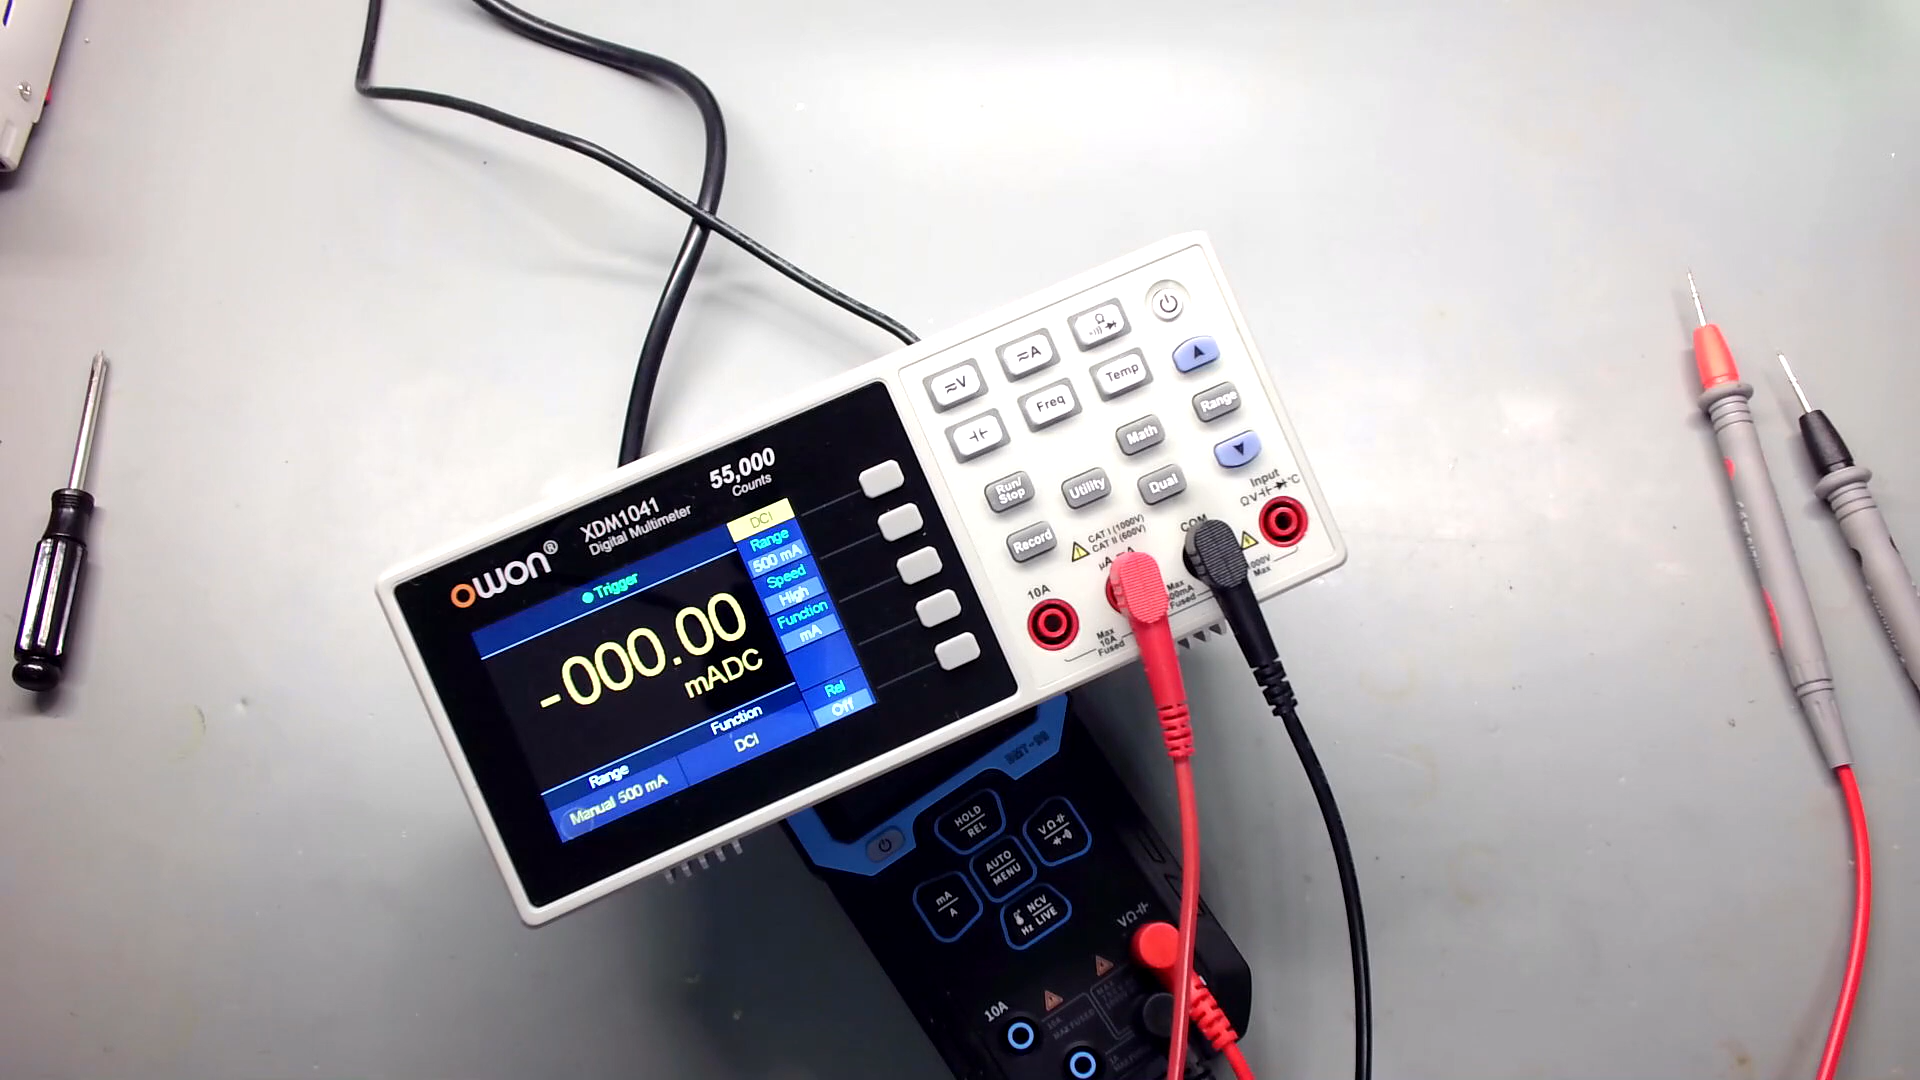 owon®
XDM1041
Digital Multimeter
55,000
Counts
Trigger
-000.00
mADC
DCI
Range
500 mA
Speed
High
Function
mA
Rel
Off
Function
DCI
Range
Manual 500 mA
≂V
≂A
Ω
Freq
Temp
Range
Math
Run/
Stop
Utility
Dual
Record
Input
ΩV °C
CAT I (1000V)
CAT II (600V)
COM
10A
Max
10A
Fused
Max
Fused
1000V
Max
HOLD
REL
VΩ
AUTO
MENU
mA
A
NCV
Hz LIVE
VΩ
10A